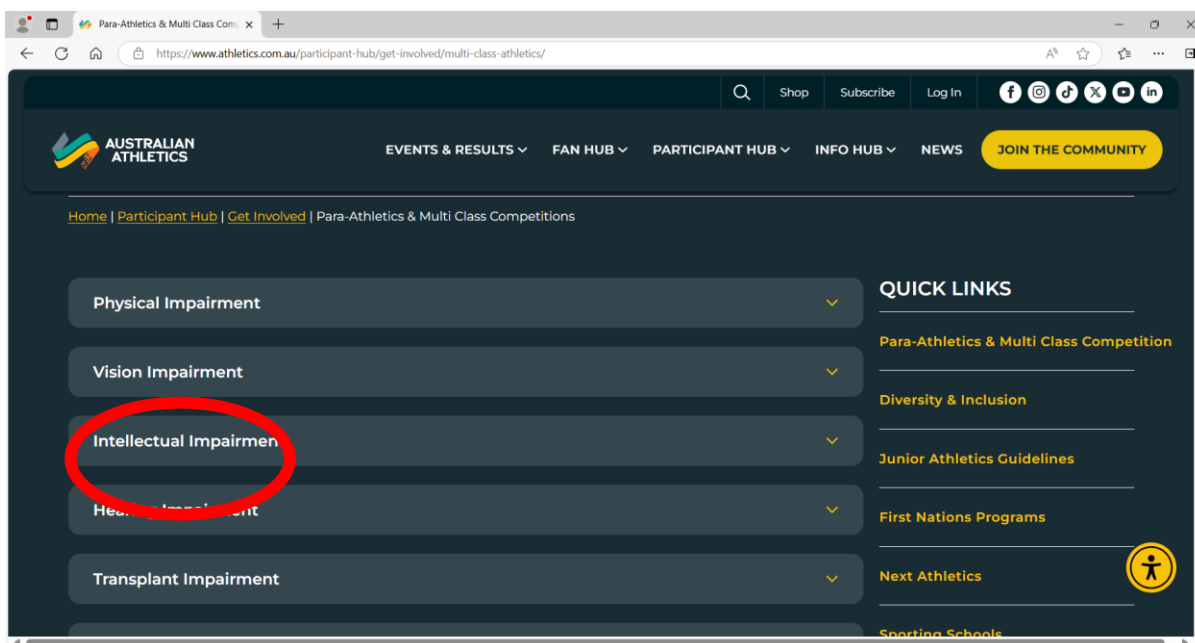 Para-Athletics & Multi Class Com
https://www.athletics.com.au/participant-hub/get-involved/multi-class-athletics/
Shop Subscribe Log In
AUSTRALIAN
ATHLETICS
EVENTS & RESULTS FAN HUB PARTICIPANT HUB INFO HUB NEWS JOIN THE COMMUNITY
Home | Participant Hub | Get Involved | Para-Athletics & Multi Class Competitions
Physical Impairment
Vision Impairment
Intellectual Impairmen
Hearing Impairment
Transplant Impairment
QUICK LINKS
Para-Athletics & Multi Class Competition
Diversity & Inclusion
Junior Athletics Guidelines
First Nations Programs
Next Athletics
Sporting Schools